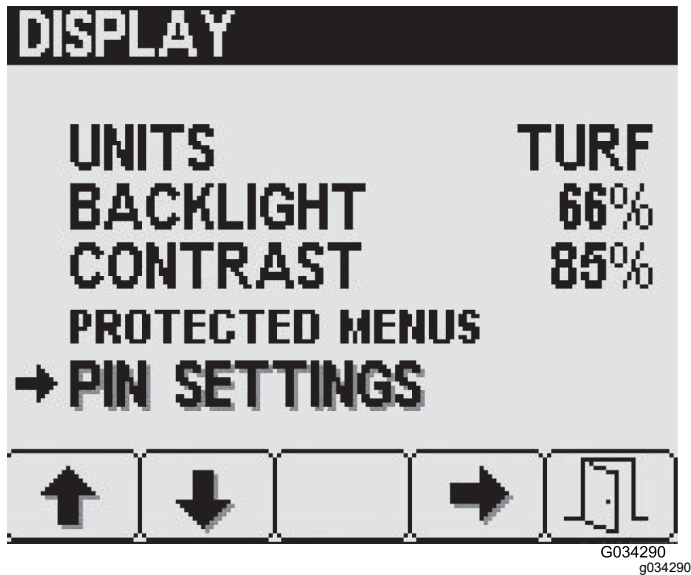 DISPLAY
UNITS TURF
BACKLIGHT 66%
CONTRAST 85%
PROTECTED MENUS
PIN SETTINGS
G034290
g034290